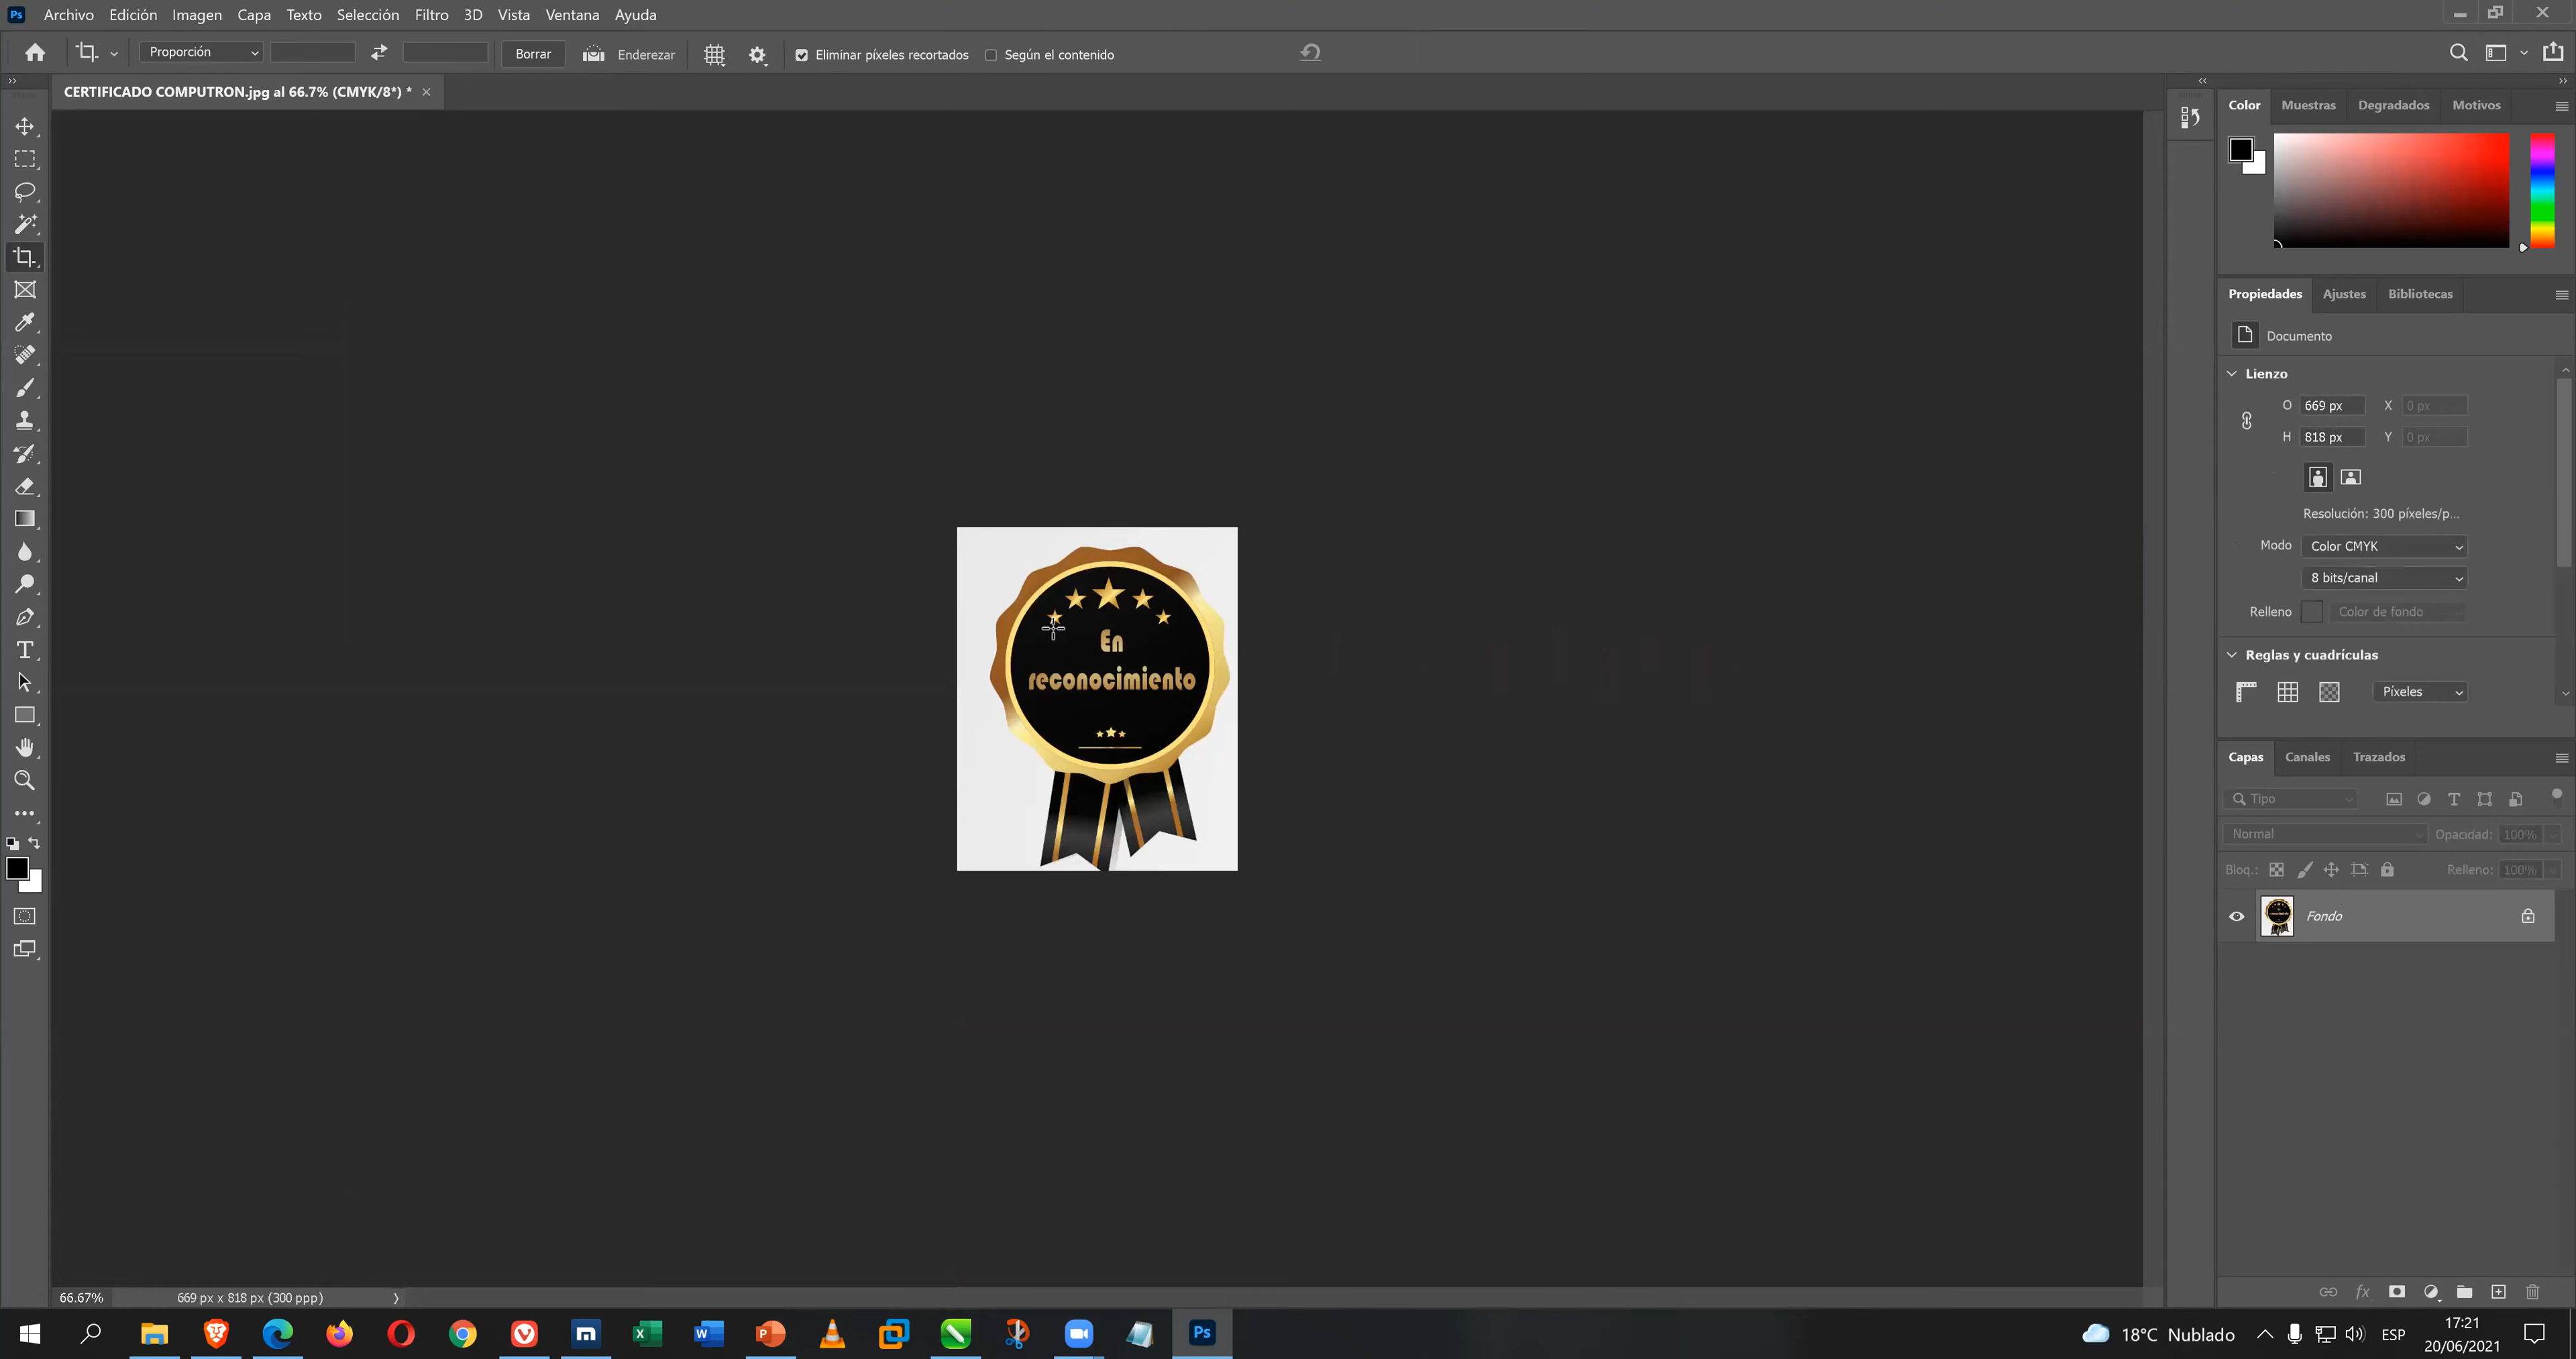 Ps Archivo Edición Imagen Capa Texto Selección Filtro 3D Vista Ventana Ayuda
Proporción Borrar Enderezar Eliminar píxeles recortados Según el contenido
CERTIFICADO COMPUTRON.jpg al 66.7% (CMYK/8*) *
Color Muestras Degradados Motivos
Propiedades Ajustes Bibliotecas
Documento
Lienzo
O 669 px X 0 px
H 818 px Y 0 px
Resolución: 300 píxeles/p...
Modo Color CMYK
8 bits/canal
Relleno Color de fondo
Reglas y cuadrículas
Píxeles
En
reconocimiento
Capas Canales Trazados
Tipo
Normal Opacidad: 100%
Bloq.: Relleno: 100%
Fondo
fx
66.67% 669 px x 818 px (300 ppp)
18°C Nublado ESP 17:21
20/06/2021